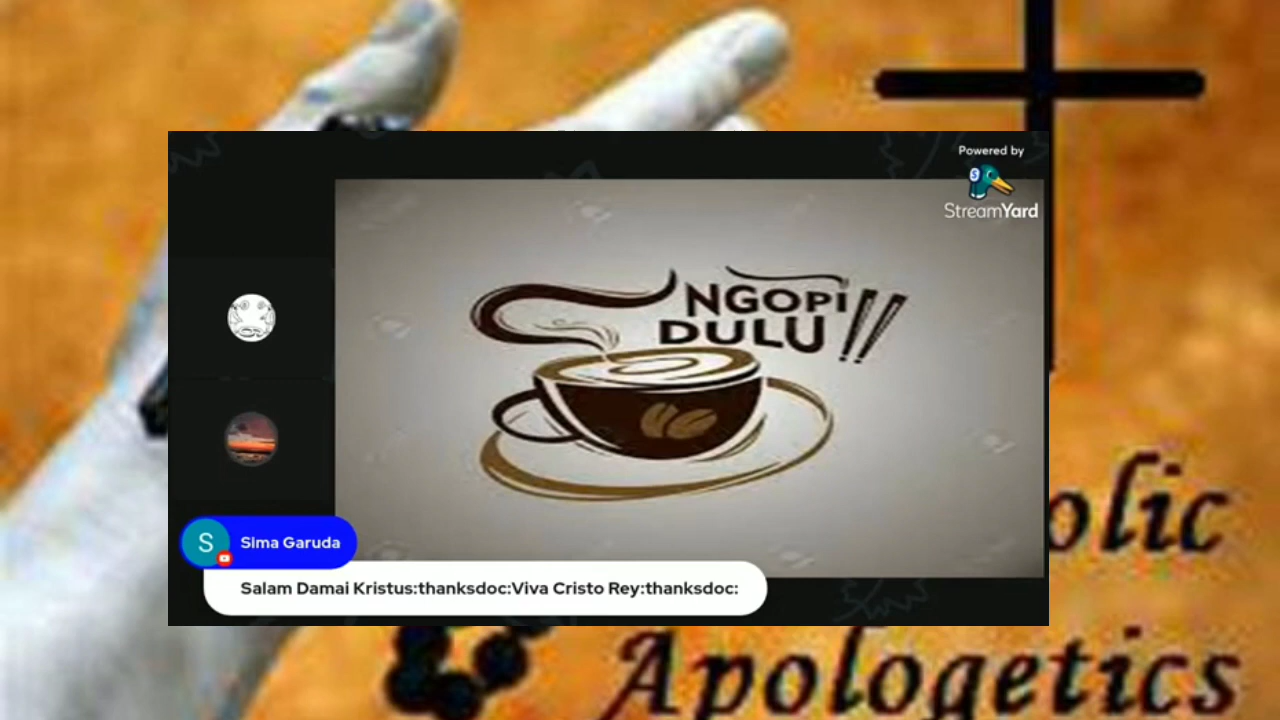 Powered by
StreamYard
NGOPI
DULU!!
S
Sima Garuda
Salam Damai Kristus:thanksdoc:Viva Cristo Rey:thanksdoc:
olic
Apologetics